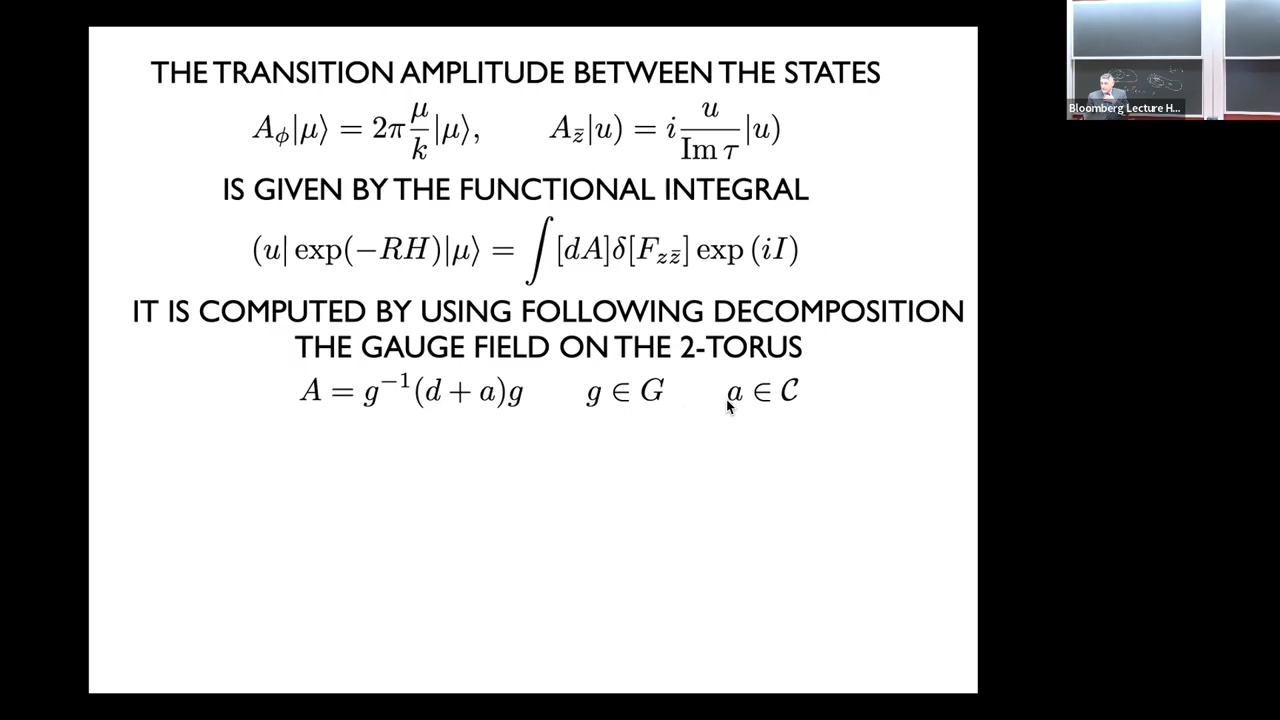 THE TRANSITION AMPLITUDE BETWEEN THE STATES
A_ϕ|μ⟩ = 2π μ/k |μ⟩,    A_z̄|u) = i u/(Im τ) |u)
IS GIVEN BY THE FUNCTIONAL INTEGRAL
(u| exp(−RH)|μ⟩ = ∫[dA]δ[F_{zz̄}] exp (iI)
IT IS COMPUTED BY USING FOLLOWING DECOMPOSITION
THE GAUGE FIELD ON THE 2-TORUS
A = g⁻¹(d + a)g    g ∈ G    a ∈ 𝒞
Bloomberg Lecture H...